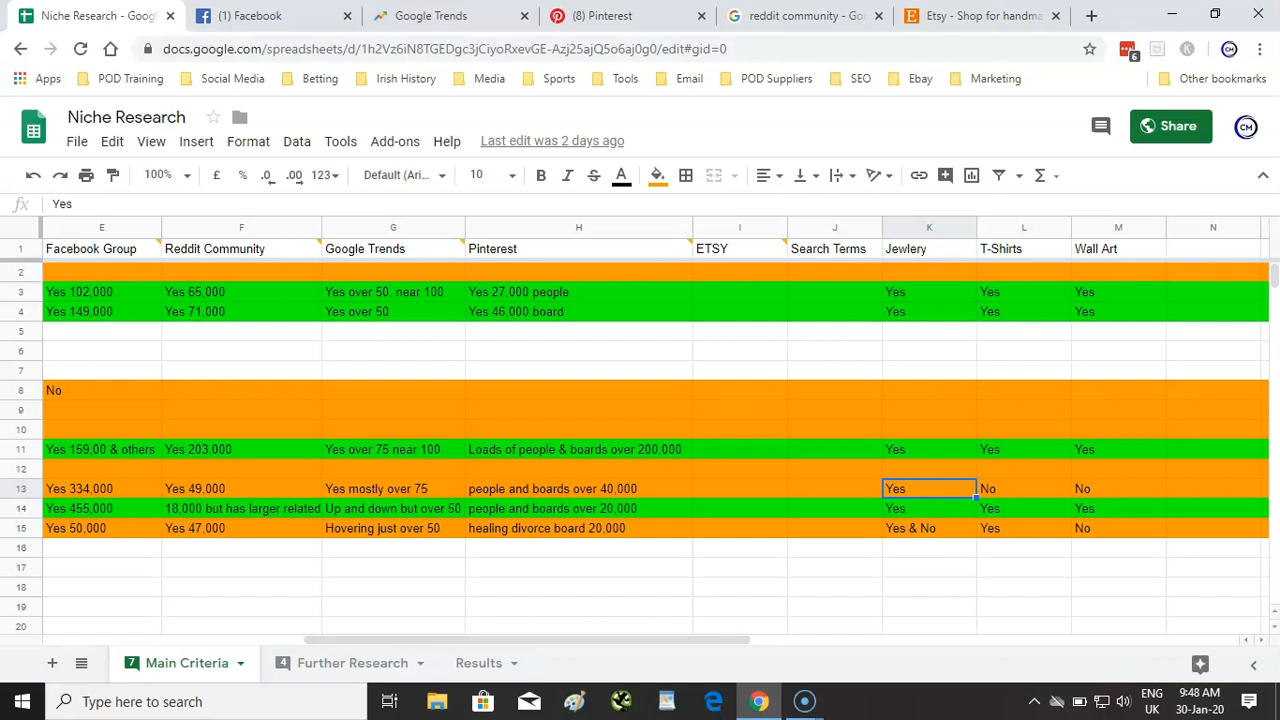 Niche Research - Goog
(1) Facebook
Google Trends
(8) Pinterest
reddit community - Go
Etsy - Shop for handma
docs.google.com/spreadsheets/d/1h2Vz6iN8TGEDgc3jCiyoRxevGE-Azj25ajQ5o6aj0g0/edit#gid=0
6
Apps POD Training Social Media Betting Irish History Media Sports Tools Email POD Suppliers SEO Ebay Marketing Other bookmarks
Niche Research
CM
Share
File Edit View Insert Format Data Tools Add-ons Help Last edit was 2 days ago
100% £ % .0 .00 123 Default (Ari... 10 B I S A
fx Yes
E F G H I J K L M N
1 Facebook Group Reddit Community Google Trends Pinterest ETSY Search Terms Jewlery T-Shirts Wall Art
2
3 Yes 102,000 Yes 65,000 Yes over 50, near 100 Yes 27,000 people Yes Yes Yes
4 Yes 149,000 Yes 71,000 Yes over 50 Yes 46,000 board Yes Yes Yes
5
6
7
8 No
9
10
11 Yes 159,00 & others Yes 203,000 Yes over 75 near 100 Loads of people & boards over 200,000 Yes Yes Yes
12
13 Yes 334,000 Yes 49,000 Yes mostly over 75 people and boards over 40,000 Yes No No
14 Yes 455,000 18,000 but has larger related Up and down but over 50 people and boards over 20,000 Yes Yes Yes
15 Yes 50,000 Yes 47,000 Hovering just over 50 healing divorce board 20,000 Yes & No Yes No
16
17
18
19
20
7 Main Criteria 4 Further Research Results
Type here to search
ENG
UK
9:48 AM
30-Jan-20